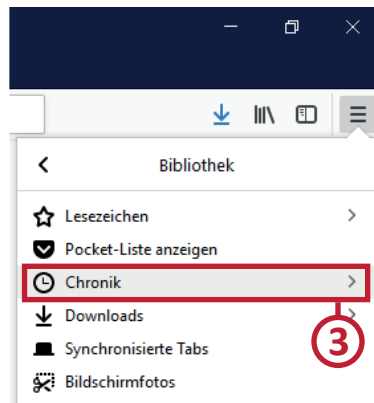 Bibliothek
Lesezeichen
Pocket-Liste anzeigen
Chronik
Downloads
3
Synchronisierte Tabs
Bildschirmfotos